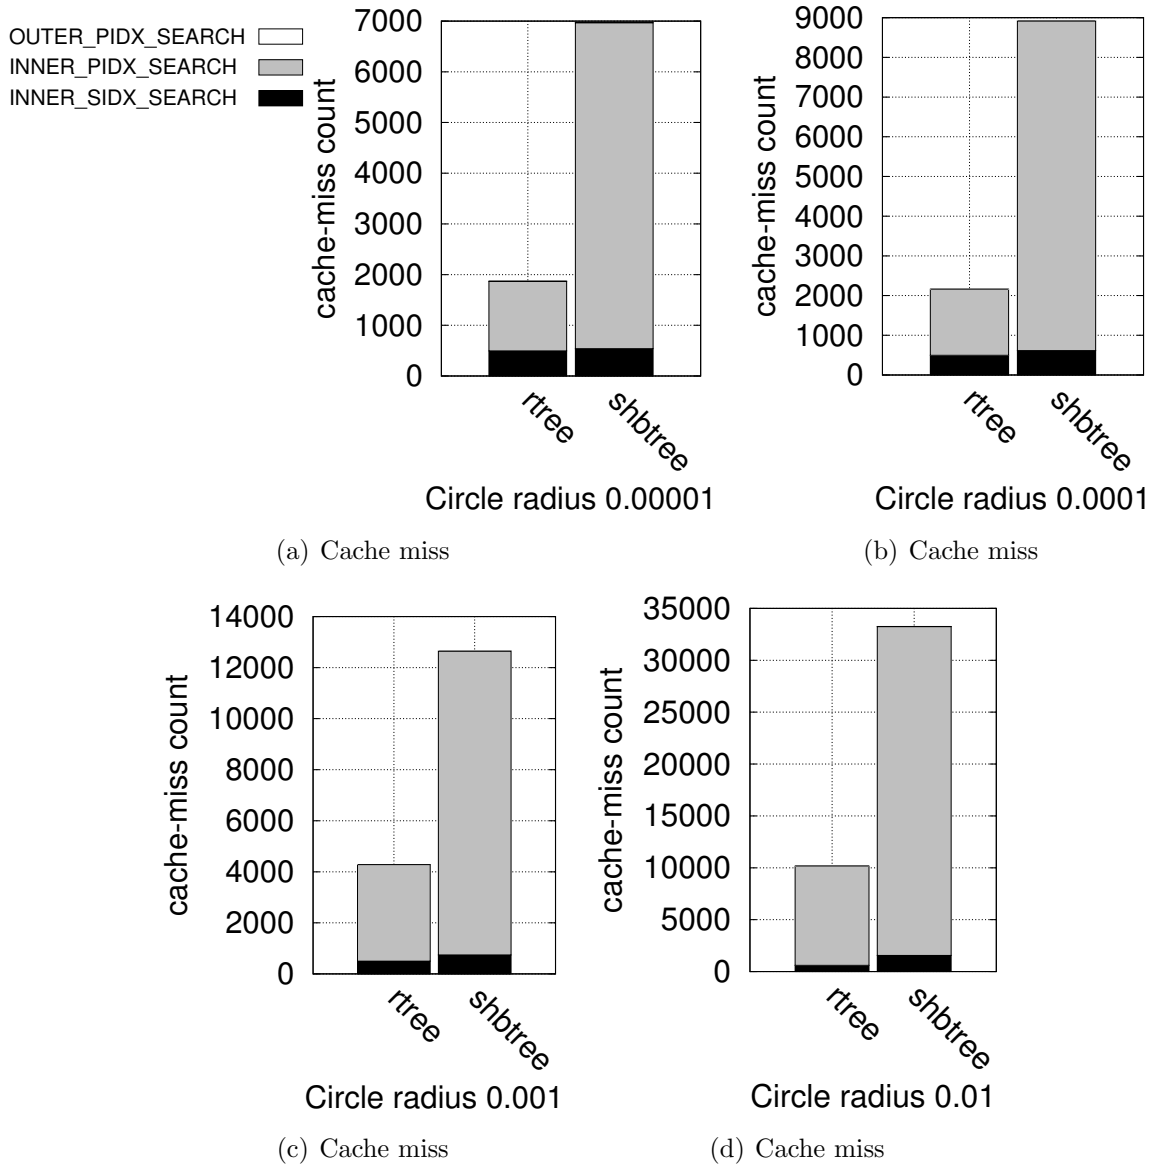 OUTER_PIDX_SEARCH
INNER_PIDX_SEARCH
INNER_SIDX_SEARCH
cache-miss count
7000
6000
5000
4000
3000
2000
1000
0
rtree
shbtree
Circle radius 0.00001
(a) Cache miss
cache-miss count
9000
8000
7000
6000
5000
4000
3000
2000
1000
0
rtree
shbtree
Circle radius 0.0001
(b) Cache miss
cache-miss count
14000
12000
10000
8000
6000
4000
2000
0
rtree
shbtree
Circle radius 0.001
(c) Cache miss
cache-miss count
35000
30000
25000
20000
15000
10000
5000
0
rtree
shbtree
Circle radius 0.01
(d) Cache miss